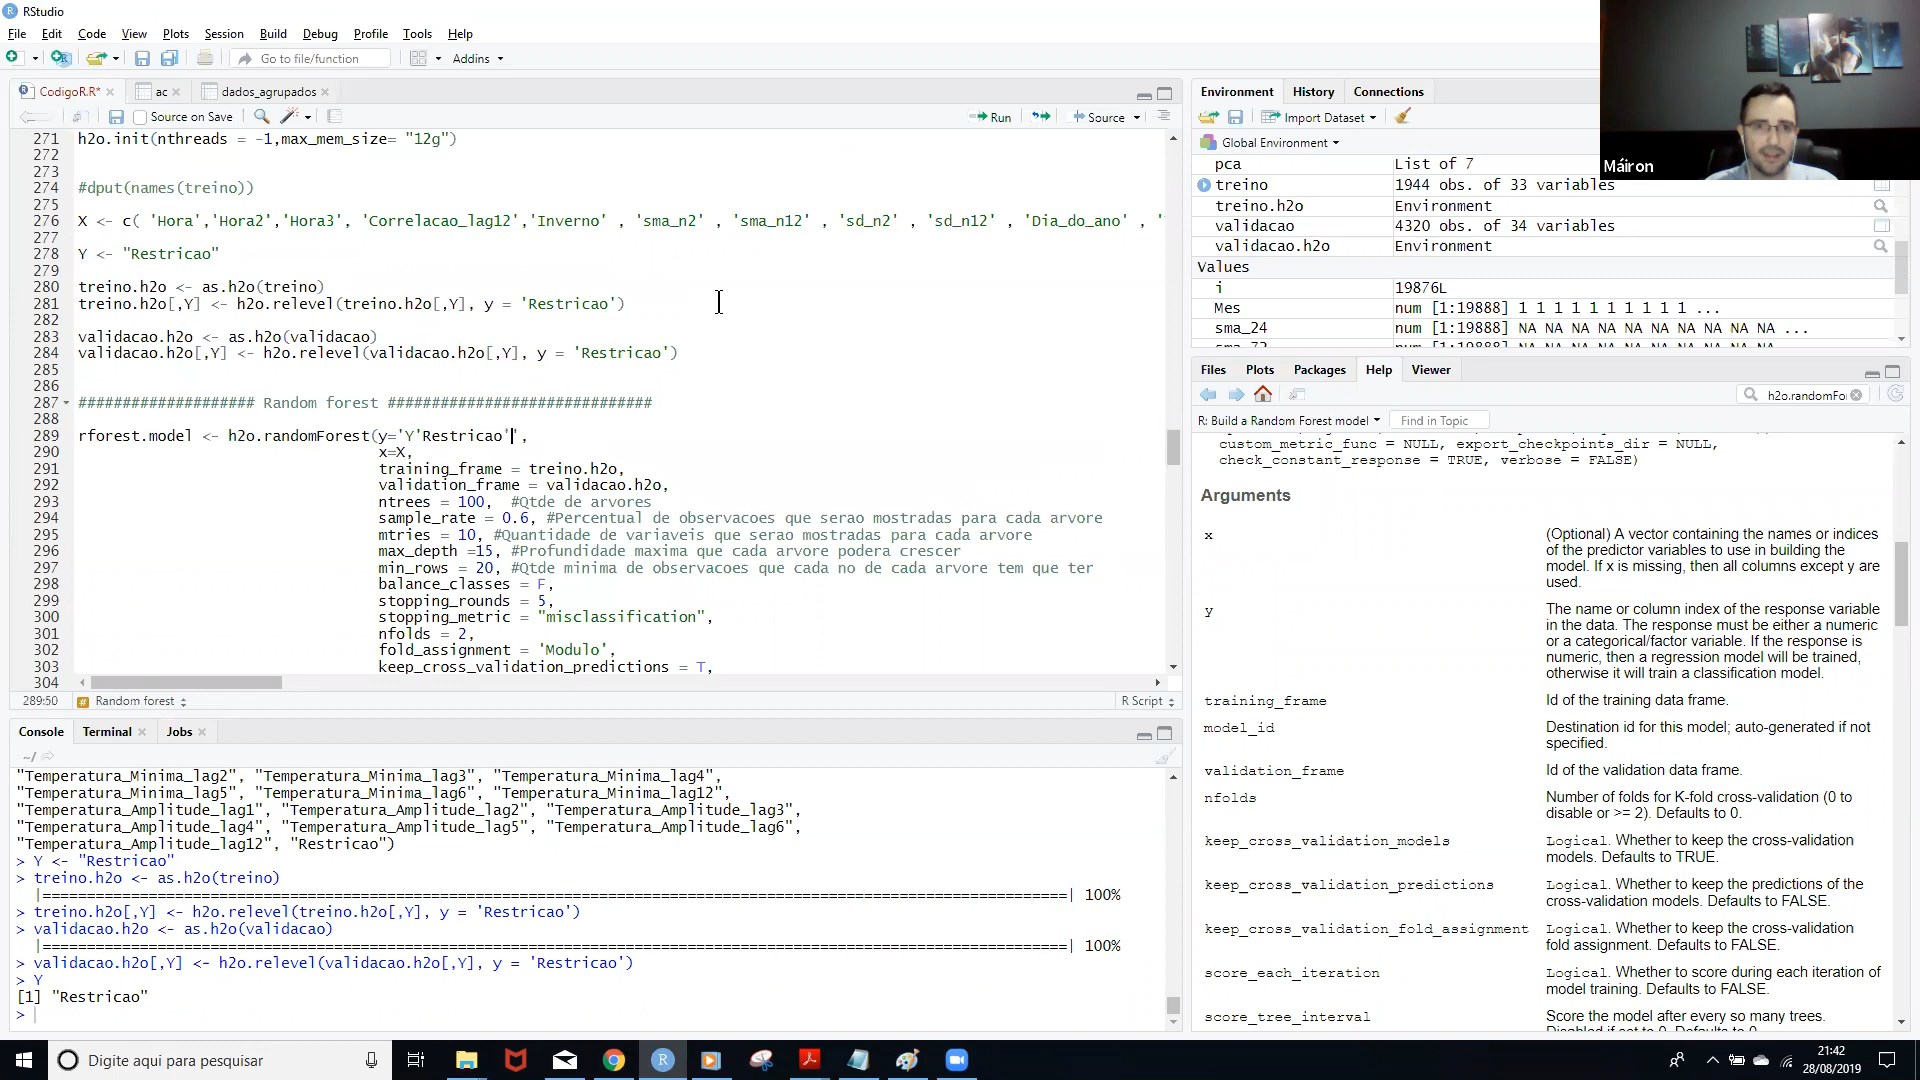 RStudio
File Edit Code View Plots Session Build Debug Profile Tools Help
Go to file/function
Addins
CodigoR.R* ac dados_agrupados
Source on Save
Run
Source
271 h2o.init(nthreads = -1,max_mem_size= "12g")
272
273
274 #dput(names(treino))
275
276 X <- c( 'Hora','Hora2','Hora3', 'Correlacao_lag12','Inverno' , 'sma_n2' , 'sma_n12' , 'sd_n2' , 'sd_n12' , 'Dia_do_ano' , '
277
278 Y <- "Restricao"
279
280 treino.h2o <- as.h2o(treino)
281 treino.h2o[,Y] <- h2o.relevel(treino.h2o[,Y], y = 'Restricao')
282
283 validacao.h2o <- as.h2o(validacao)
284 validacao.h2o[,Y] <- h2o.relevel(validacao.h2o[,Y], y = 'Restricao')
285
286
287 #################### Random forest ##############################
288
289 rforest.model <- h2o.randomForest(y='Y'Restricao'',
290 x=X,
291 training_frame = treino.h2o,
292 validation_frame = validacao.h2o,
293 ntrees = 100, #Qtde de arvores
294 sample_rate = 0.6, #Percentual de observacoes que serao mostradas para cada arvore
295 mtries = 10, #Quantidade de variaveis que serao mostradas para cada arvore
296 max_depth =15, #Profundidade maxima que cada arvore podera crescer
297 min_rows = 20, #Qtde minima de observacoes que cada no de cada arvore tem que ter
298 balance_classes = F,
299 stopping_rounds = 5,
300 stopping_metric = "misclassification",
301 nfolds = 2,
302 fold_assignment = 'Modulo',
303 keep_cross_validation_predictions = T,
304
289:50 Random forest R Script
Console Terminal Jobs
~/
"Temperatura_Minima_lag2", "Temperatura_Minima_lag3", "Temperatura_Minima_lag4",
"Temperatura_Minima_lag5", "Temperatura_Minima_lag6", "Temperatura_Minima_lag12",
"Temperatura_Amplitude_lag1", "Temperatura_Amplitude_lag2", "Temperatura_Amplitude_lag3",
"Temperatura_Amplitude_lag4", "Temperatura_Amplitude_lag5", "Temperatura_Amplitude_lag6",
"Temperatura_Amplitude_lag12", "Restricao")
> Y <- "Restricao"
> treino.h2o <- as.h2o(treino)
100%
> treino.h2o[,Y] <- h2o.relevel(treino.h2o[,Y], y = 'Restricao')
> validacao.h2o <- as.h2o(validacao)
100%
> validacao.h2o[,Y] <- h2o.relevel(validacao.h2o[,Y], y = 'Restricao')
> Y
[1] "Restricao"
>
Environment History Connections
Import Dataset
Global Environment
pca List of 7
treino 1944 obs. of 33 variables
treino.h2o Environment
validacao 4320 obs. of 34 variables
validacao.h2o Environment
Values
i 19876L
Mes num [1:19888] 1 1 1 1 1 1 1 1 1 1 ...
sma_24 num [1:19888] NA NA NA NA NA NA NA NA NA NA ...
Máiron
Files Plots Packages Help Viewer
h2o.randomFo
R: Build a Random Forest model Find in Topic
custom_metric_func = NULL, export_checkpoints_dir = NULL,
check_constant_response = TRUE, verbose = FALSE)
Arguments
x (Optional) A vector containing the names or indices
of the predictor variables to use in building the
model. If x is missing, then all columns except y are
used.
y The name or column index of the response variable
in the data. The response must be either a numeric
or a categorical/factor variable. If the response is
numeric, then a regression model will be trained,
otherwise it will train a classification model.
training_frame Id of the training data frame.
model_id Destination id for this model; auto-generated if not
specified.
validation_frame Id of the validation data frame.
nfolds Number of folds for K-fold cross-validation (0 to
disable or >= 2). Defaults to 0.
keep_cross_validation_models Logical. Whether to keep the cross-validation
models. Defaults to TRUE.
keep_cross_validation_predictions Logical. Whether to keep the predictions of the
cross-validation models. Defaults to FALSE.
keep_cross_validation_fold_assignment Logical. Whether to keep the cross-validation
fold assignment. Defaults to FALSE.
score_each_iteration Logical. Whether to score during each iteration of
model training. Defaults to FALSE.
score_tree_interval Score the model after every so many trees.
Digite aqui para pesquisar
21:42
28/08/2019